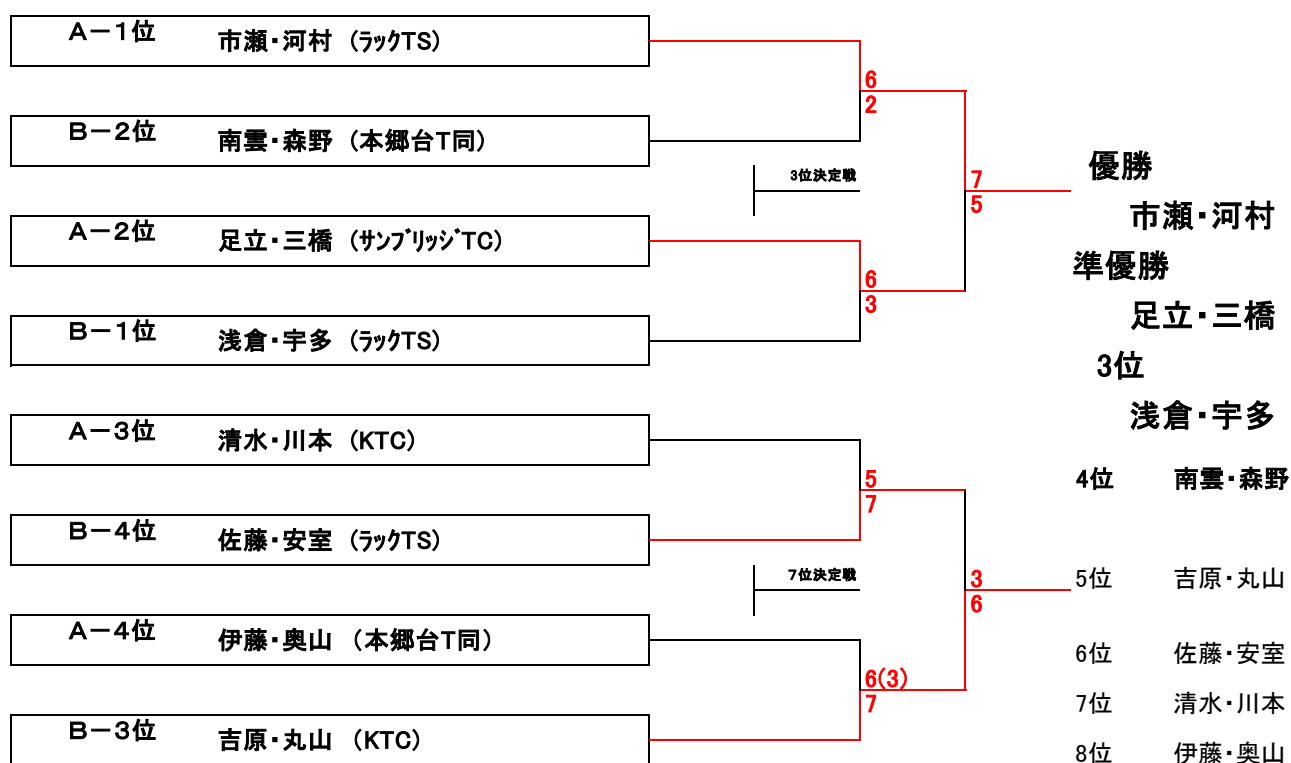 A－1位 市瀬・河村 (ﾗｯｸTS)
6
2
B－2位 南雲・森野 (本郷台T同)
3位決定戦
7
5
A－2位 足立・三橋 (ｻﾝﾌﾞﾘｯｼﾞTC)
6
3
B－1位 浅倉・宇多 (ﾗｯｸTS)
A－3位 清水・川本 (KTC)
5
7
B－4位 佐藤・安室 (ﾗｯｸTS)
7位決定戦
3
6
A－4位 伊藤・奥山 (本郷台T同)
6(3)
7
B－3位 吉原・丸山 (KTC)
優勝
市瀬・河村
準優勝
足立・三橋
3位
浅倉・宇多
4位 南雲・森野
5位 吉原・丸山
6位 佐藤・安室
7位 清水・川本
8位 伊藤・奥山